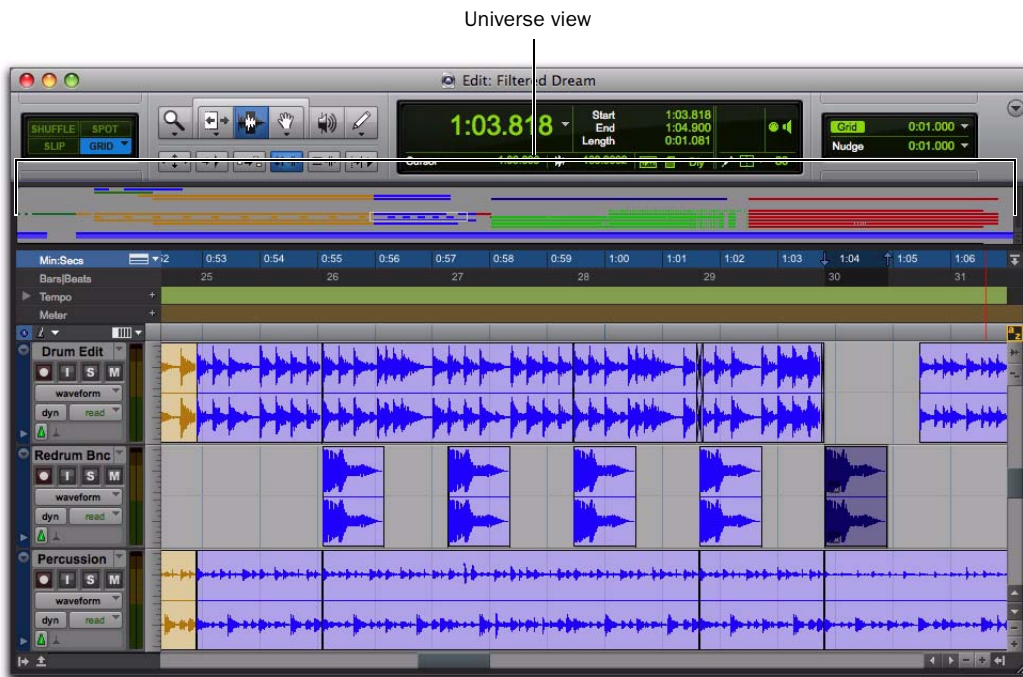 Universe view
Edit: Filtered Dream
SHUFFLE SPOT
SLIP GRID
1:03.818
Start 1:03.818
End 1:04.900
Length 0:01.081
Grid 0:01.000
Nudge 0:01.000
Cursor
Dly
Min:Secs
0:53 0:54 0:55 0:56 0:57 0:58 0:59 1:00 1:01 1:02 1:03 1:04 1:05 1:06
Bars|Beats
25 26 27 28 29 30 31
Tempo
Meter
a z
Drum Edit
I S M
waveform
dyn read
Redrum Bnc
I S M
waveform
dyn read
Percussion
I S M
waveform
dyn read